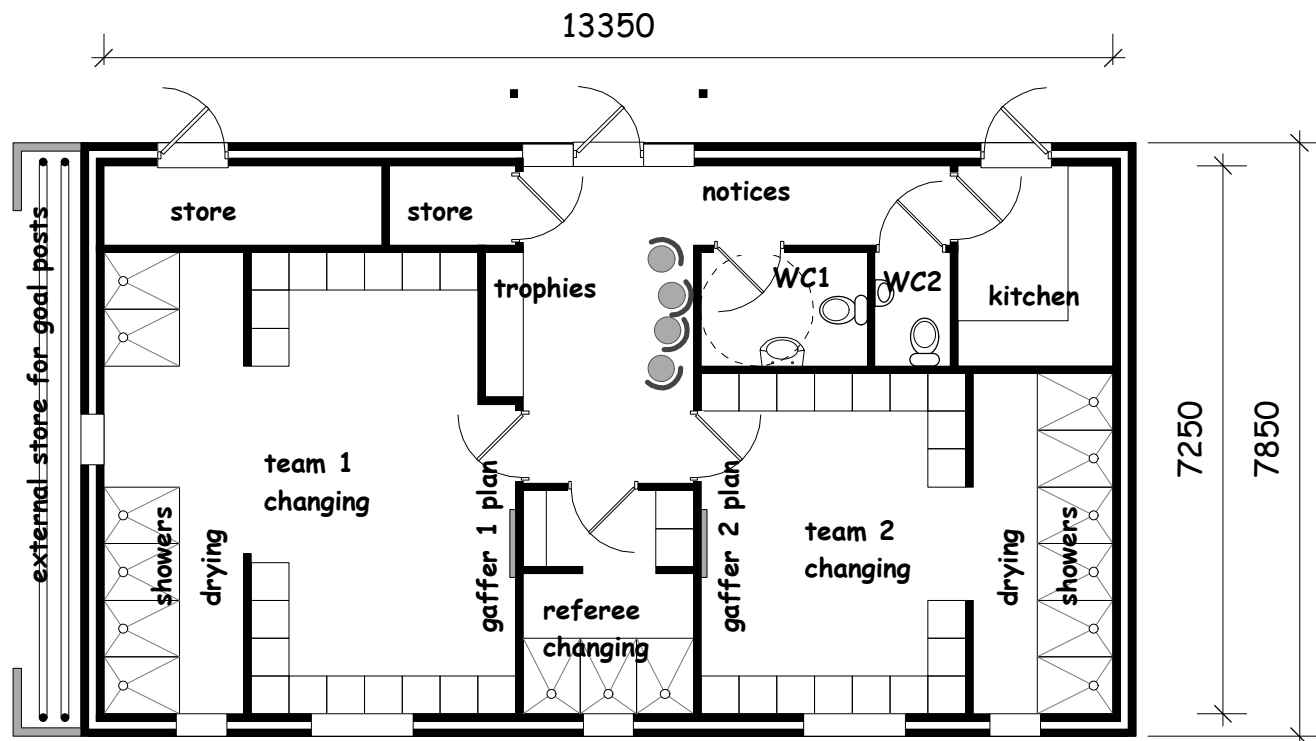 13350
store
store
notices
external store for goal posts
trophies
WC1
WC2
kitchen
7250
7850
team 1
changing
gaffer 1 plan
gaffer 2 plan
team 2
changing
showers
drying
drying
showers
referee
changing